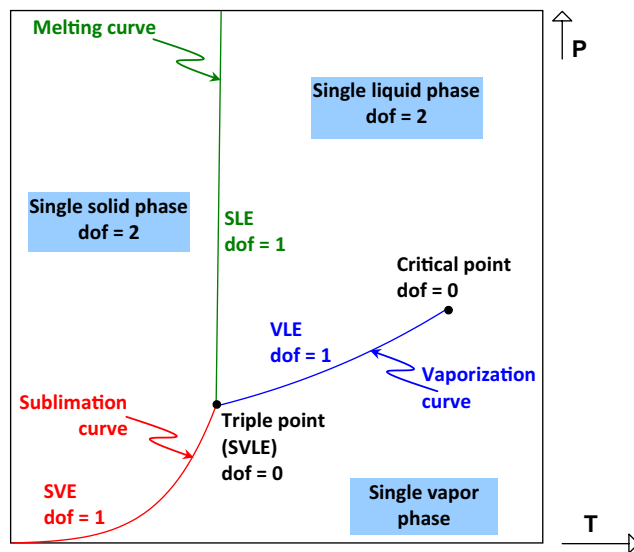 Melting curve
P
Single liquid phase
dof = 2
Single solid phase
dof = 2
SLE
dof = 1
Critical point
dof = 0
VLE
dof = 1
Vaporization
curve
Sublimation
curve
Triple point
(SVLE)
dof = 0
SVE
dof = 1
Single vapor
phase
T